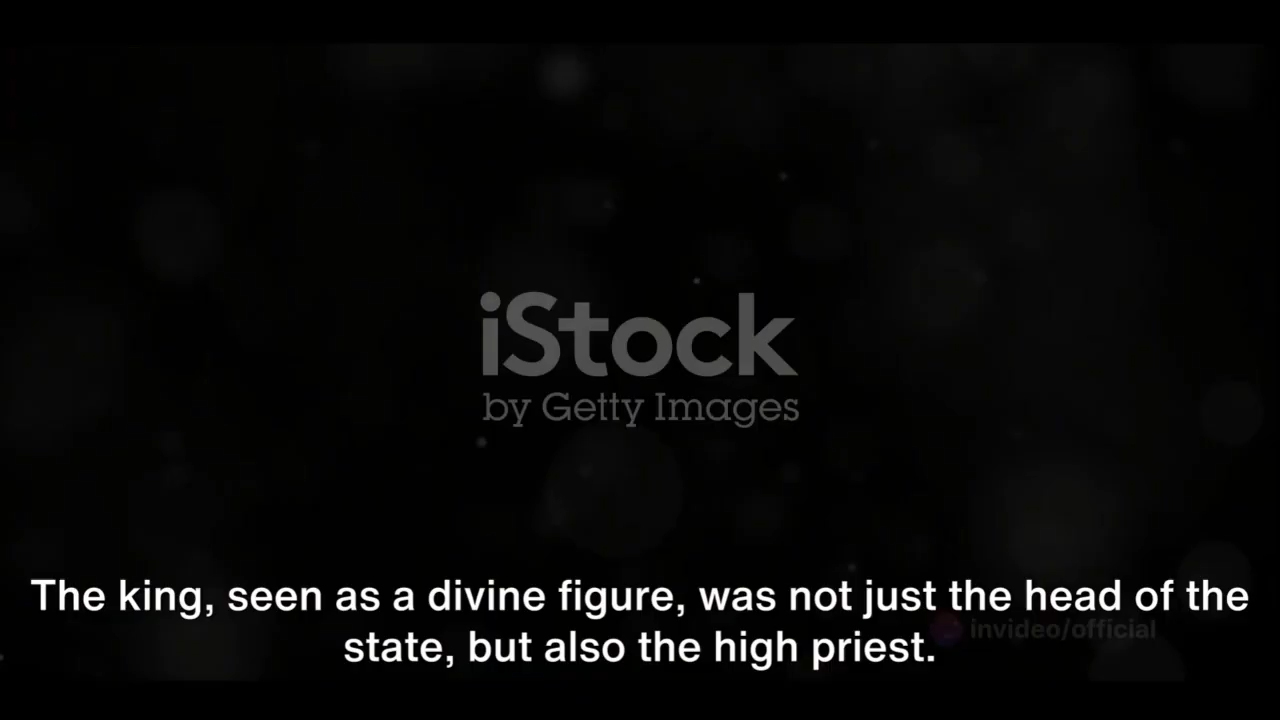 iStock
by Getty Images
The king, seen as a divine figure, was not just the head of the
invideo/official
state, but also the high priest.